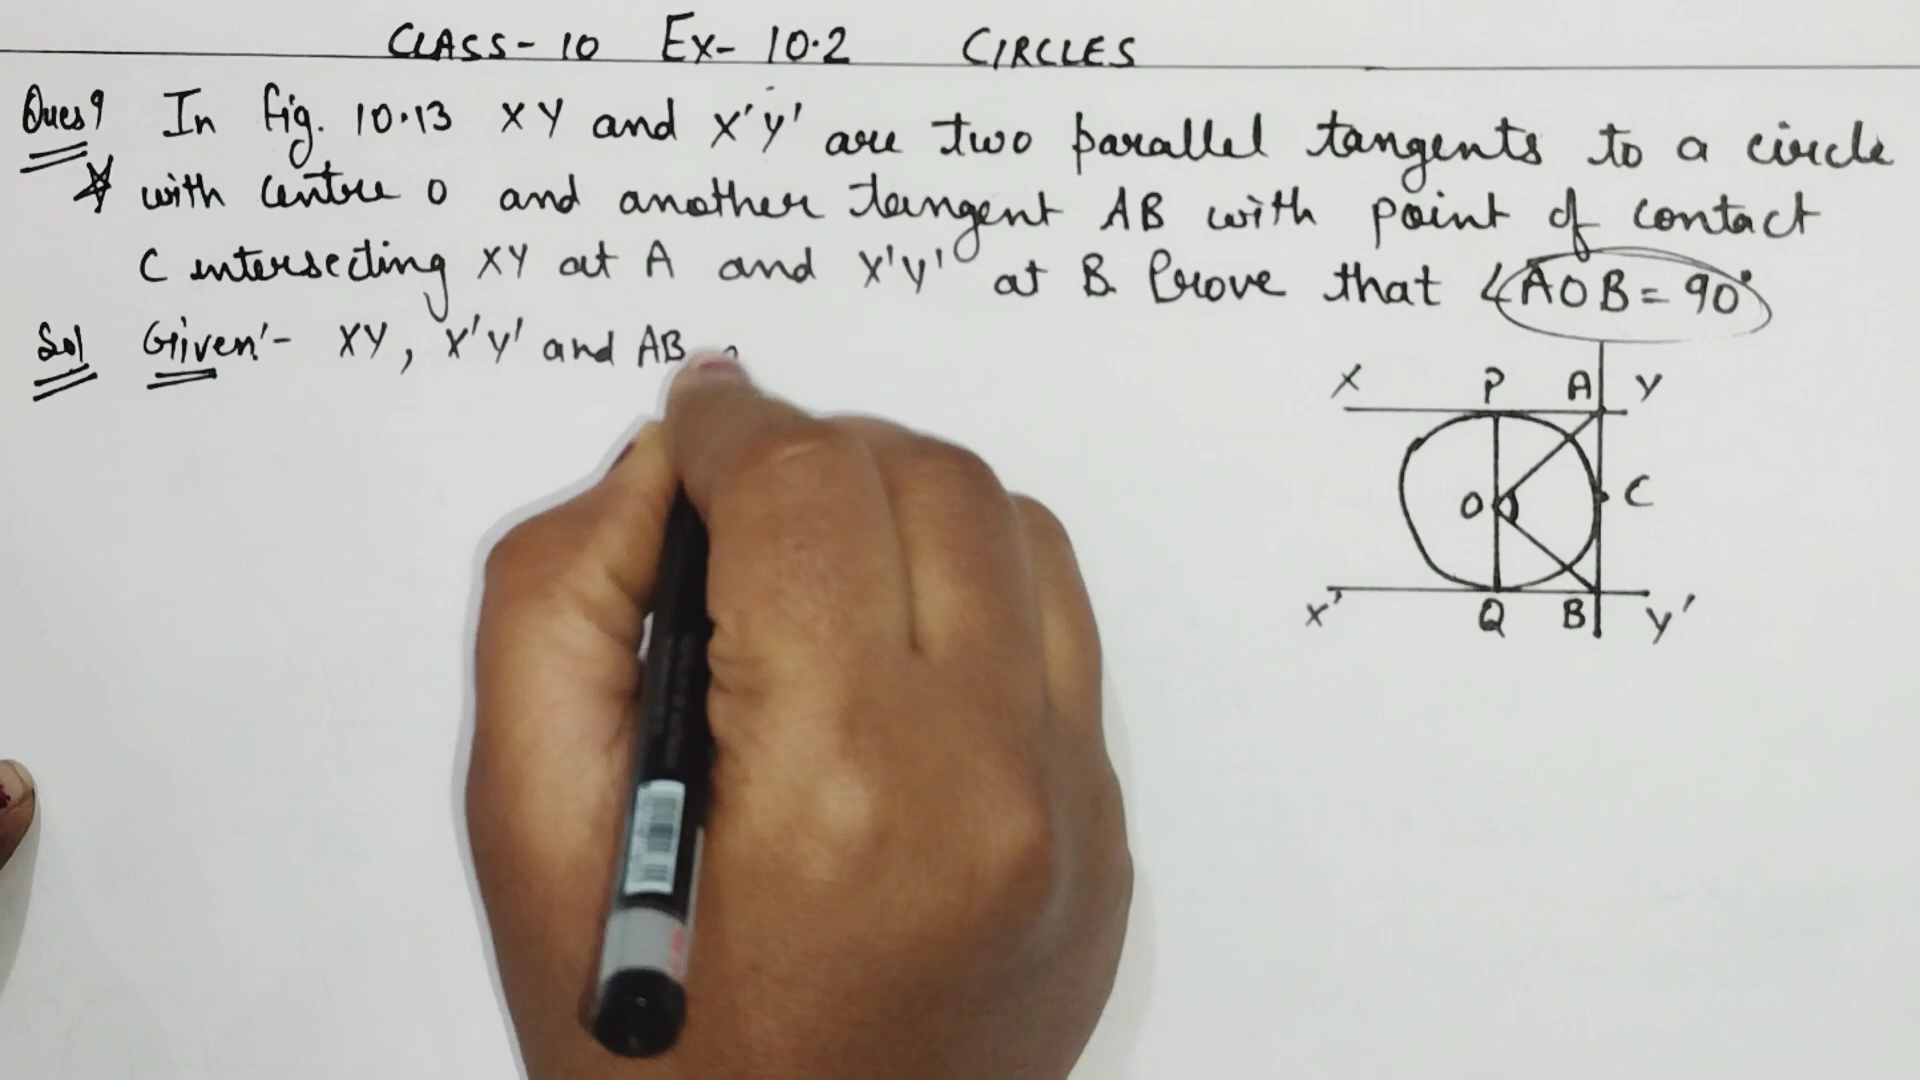 CLASS-10 EX-10.2 CIRCLES
Ques 9 In fig. 10.13 XY and X'Y' are two parallel tangents to a circle
with centre O and another tangent AB with point of contact
C intersecting XY at A and X'Y' at B. Prove that ∠AOB = 90°
Sol Given:- XY, X'Y' and AB
X P A Y
O C
X' Q B Y'